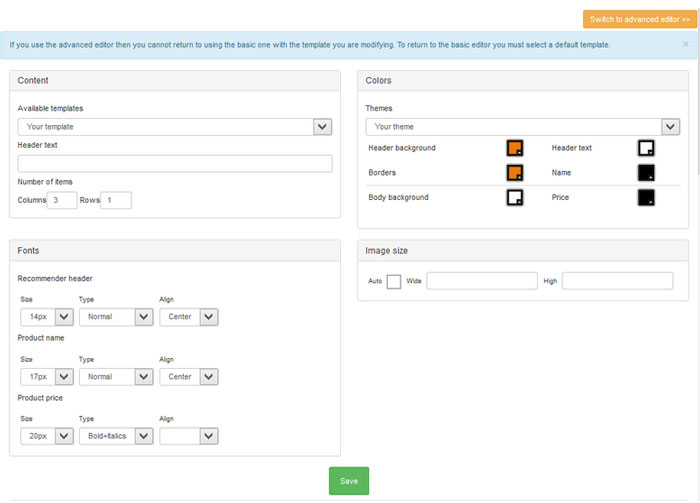 Switch to advanced editor >>
If you use the advanced editor then you cannot return to using the basic one with the template you are modifying. To return to the basic editor you must select a default template. ×
Content
Available templates
Your template
Header text
Number of items
Columns 3 Rows 1
Colors
Themes
Your theme
Header background Header text
Borders Name
Body background Price
Fonts
Recommender header
Size Type Align
14px Normal Center
Product name
Size Type Align
17px Normal Center
Product price
Size Type Align
20px Bold+Italics
Image size
Auto Wide High
Save